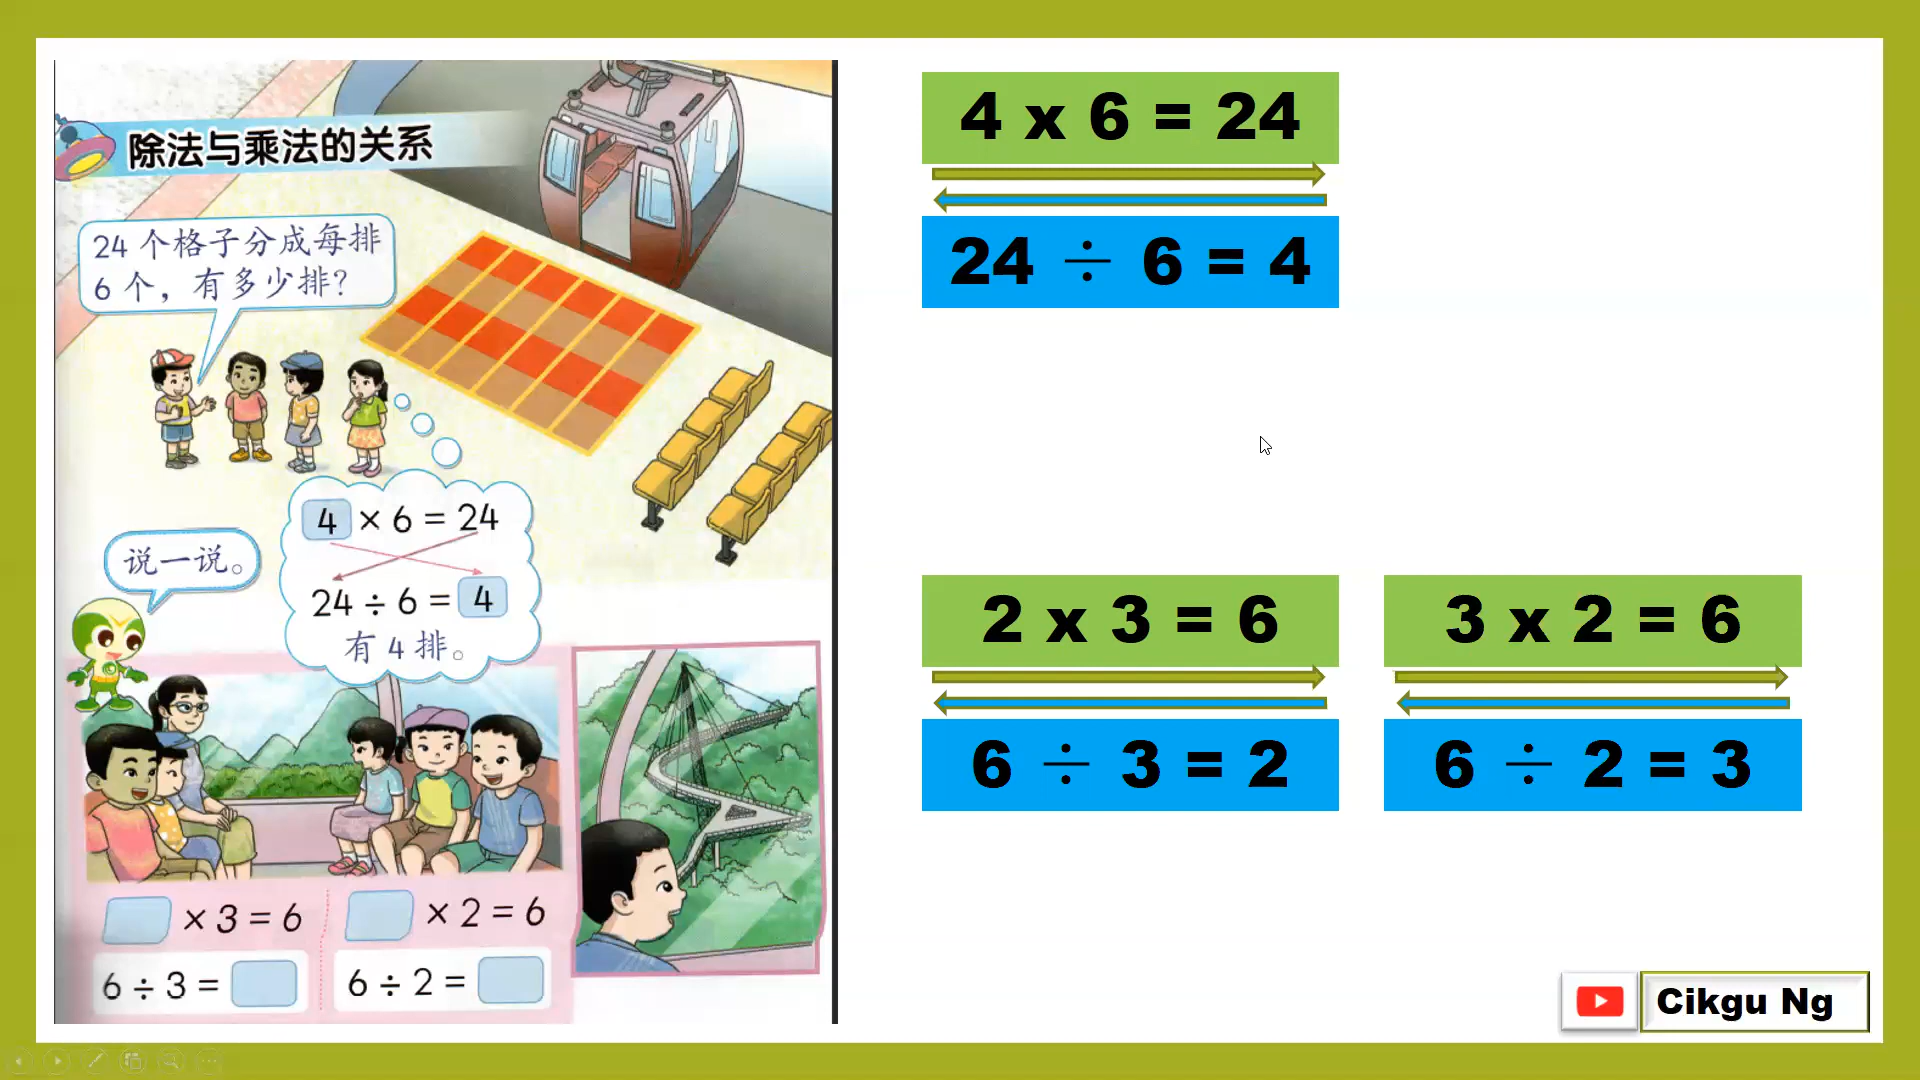 除法与乘法的关系
24 个格子分成每排
6 个，有多少排？
4 × 6 = 24
24 ÷ 6 = 4
有 4 排。
说一说。
× 3 = 6
6 ÷ 3 =
× 2 = 6
6 ÷ 2 =
4 x 6 = 24
24 ÷ 6 = 4
2 x 3 = 6
6 ÷ 3 = 2
3 x 2 = 6
6 ÷ 2 = 3
Cikgu Ng